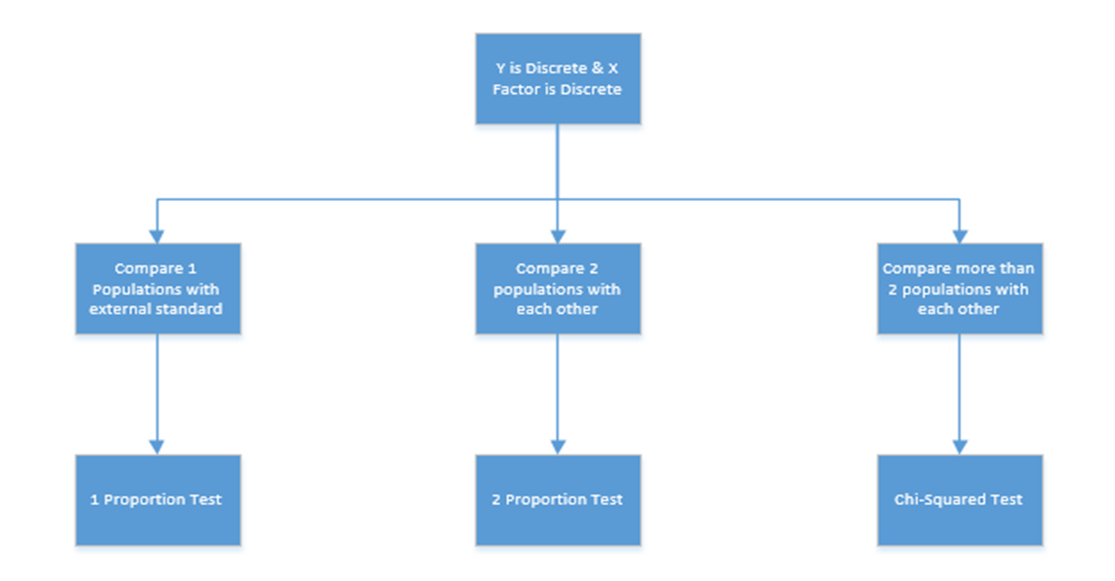 Y is Discrete & X
Factor is Discrete
Compare 1
Populations with
external standard
Compare 2
populations with
each other
Compare more than
2 populations with
each other
1 Proportion Test
2 Proportion Test
Chi-Squared Test